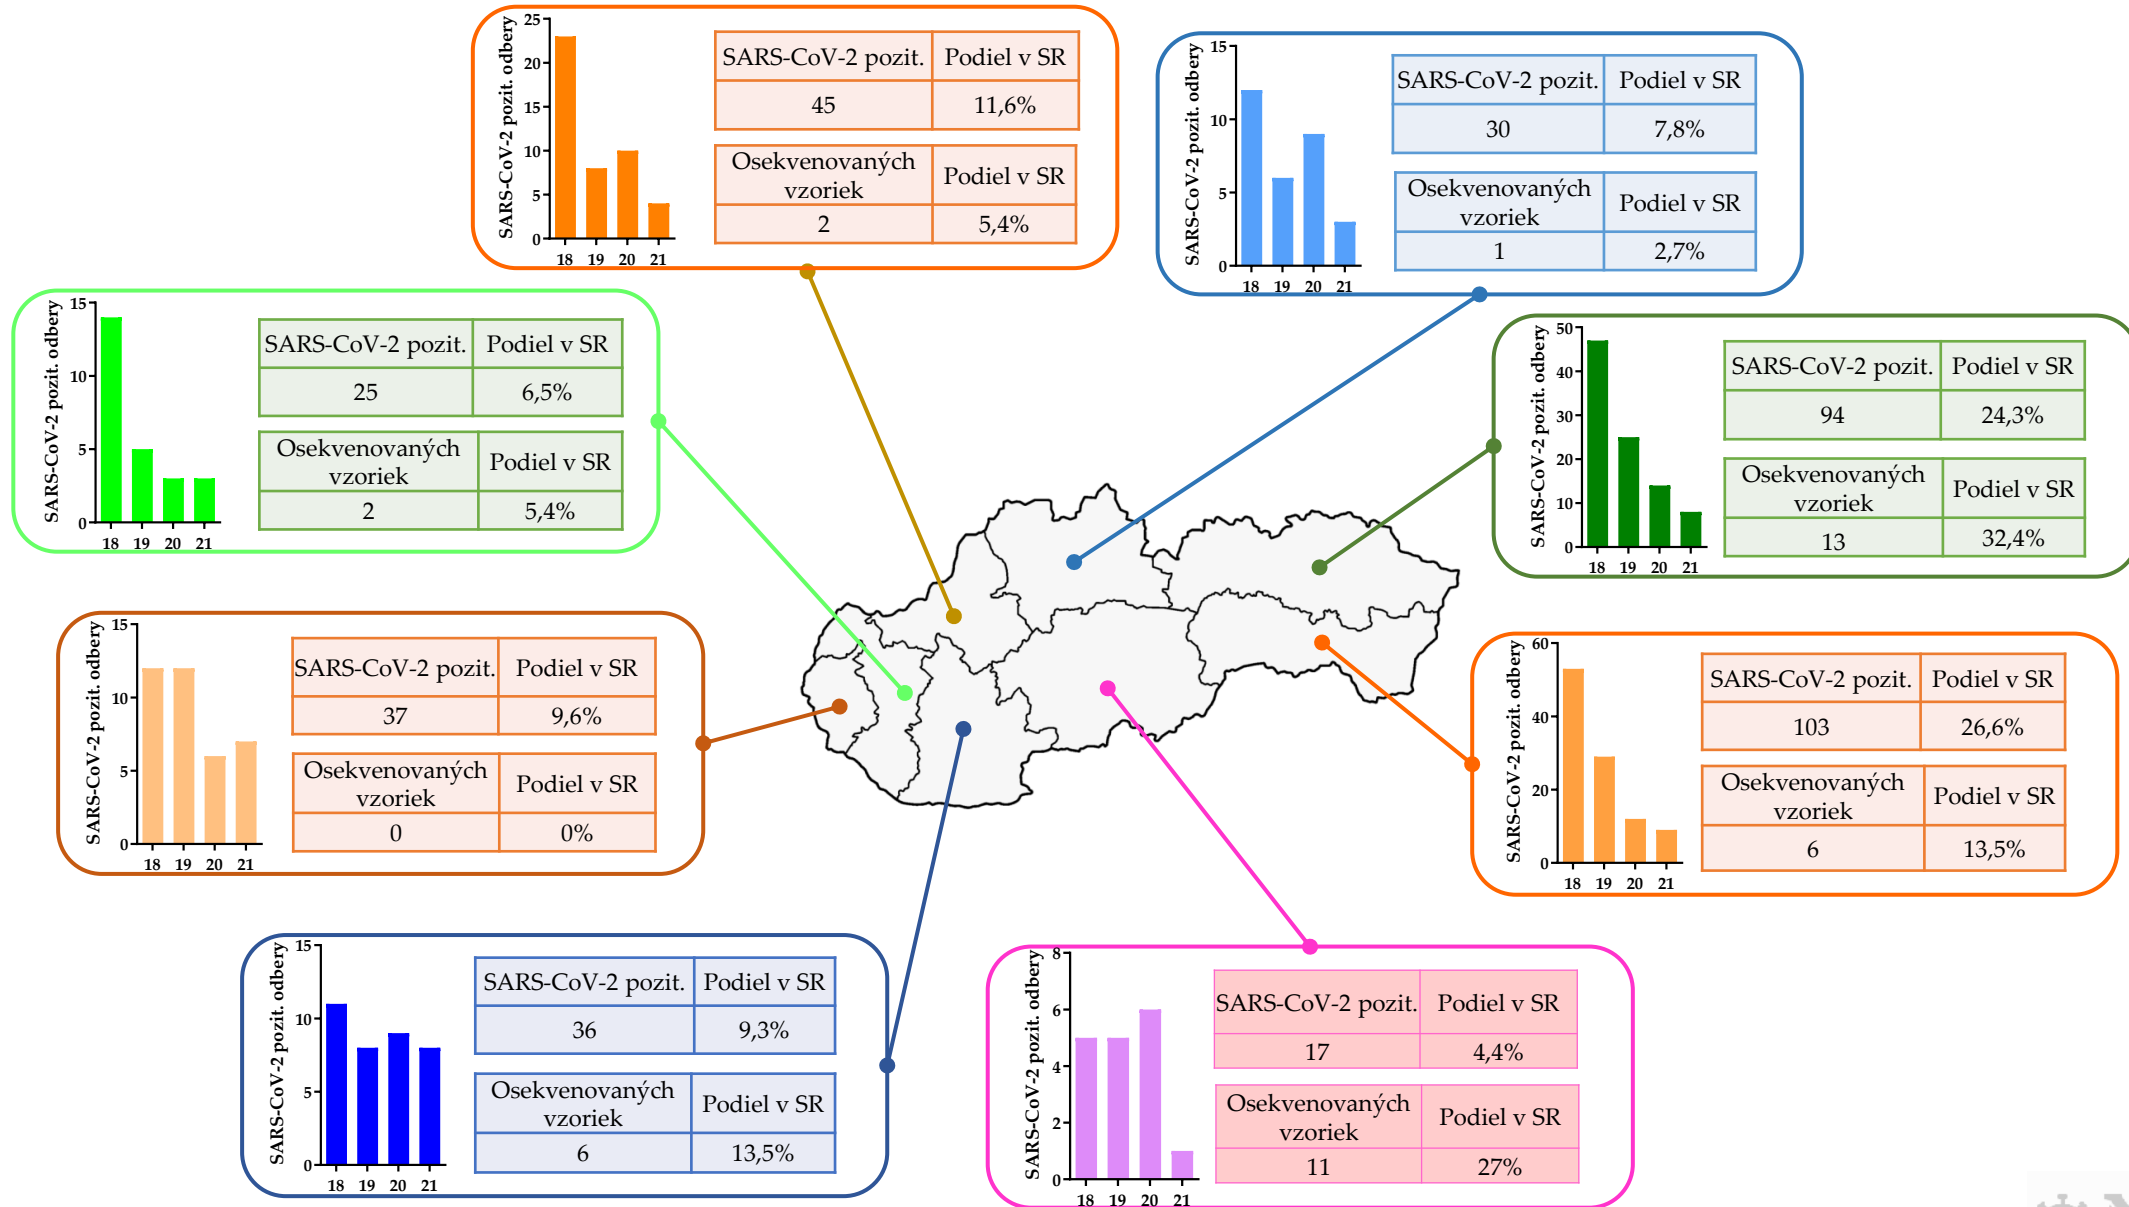 SARS-CoV-2 pozit. odbery
25
20
15
10
5
0
18 19 20 21
SARS-CoV-2 pozit. Podiel v SR
45 11,6%
Osekvenovaných vzoriek Podiel v SR
2 5,4%
SARS-CoV-2 pozit. odbery
15
10
5
0
18 19 20 21
SARS-CoV-2 pozit. Podiel v SR
30 7,8%
Osekvenovaných vzoriek Podiel v SR
1 2,7%
SARS-CoV-2 pozit. odbery
15
10
5
0
18 19 20 21
SARS-CoV-2 pozit. Podiel v SR
25 6,5%
Osekvenovaných vzoriek Podiel v SR
2 5,4%
SARS-CoV-2 pozit. odbery
50
40
30
20
10
0
18 19 20 21
SARS-CoV-2 pozit. Podiel v SR
94 24,3%
Osekvenovaných vzoriek Podiel v SR
13 32,4%
SARS-CoV-2 pozit. odbery
15
10
5
0
18 19 20 21
SARS-CoV-2 pozit. Podiel v SR
37 9,6%
Osekvenovaných vzoriek Podiel v SR
0 0%
SARS-CoV-2 pozit. odbery
60
40
20
0
18 19 20 21
SARS-CoV-2 pozit. Podiel v SR
103 26,6%
Osekvenovaných vzoriek Podiel v SR
6 13,5%
SARS-CoV-2 pozit. odbery
15
10
5
0
18 19 20 21
SARS-CoV-2 pozit. Podiel v SR
36 9,3%
Osekvenovaných vzoriek Podiel v SR
6 13,5%
SARS-CoV-2 pozit. odbery
8
6
4
2
0
18 19 20 21
SARS-CoV-2 pozit. Podiel v SR
17 4,4%
Osekvenovaných vzoriek Podiel v SR
11 27%